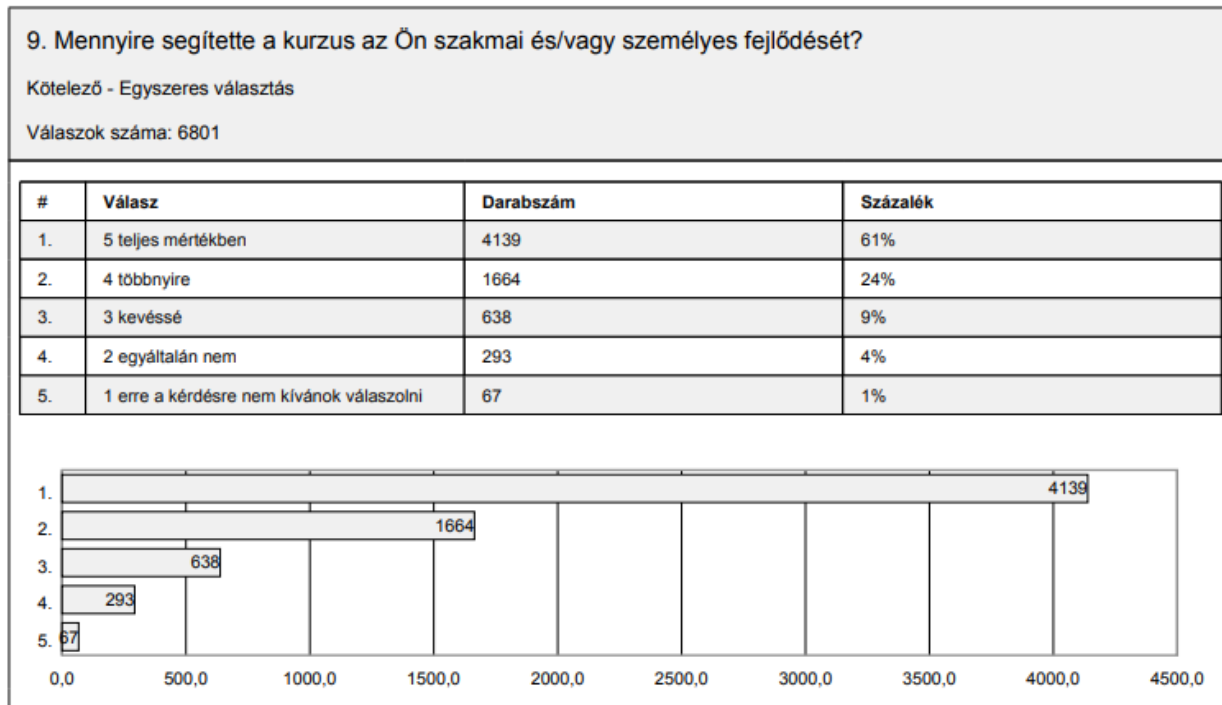 9. Mennyire segítette a kurzus az Ön szakmai és/vagy személyes fejlődését?
Kötelező - Egyszeres választás
Válaszok száma: 6801
# Válasz Darabszám Százalék
1. 5 teljes mértékben 4139 61%
2. 4 többnyire 1664 24%
3. 3 kevéssé 638 9%
4. 2 egyáltalán nem 293 4%
5. 1 erre a kérdésre nem kívánok válaszolni 67 1%
1. 4139
2. 1664
3. 638
4. 293
5. 67
0,0 500,0 1000,0 1500,0 2000,0 2500,0 3000,0 3500,0 4000,0 4500,0